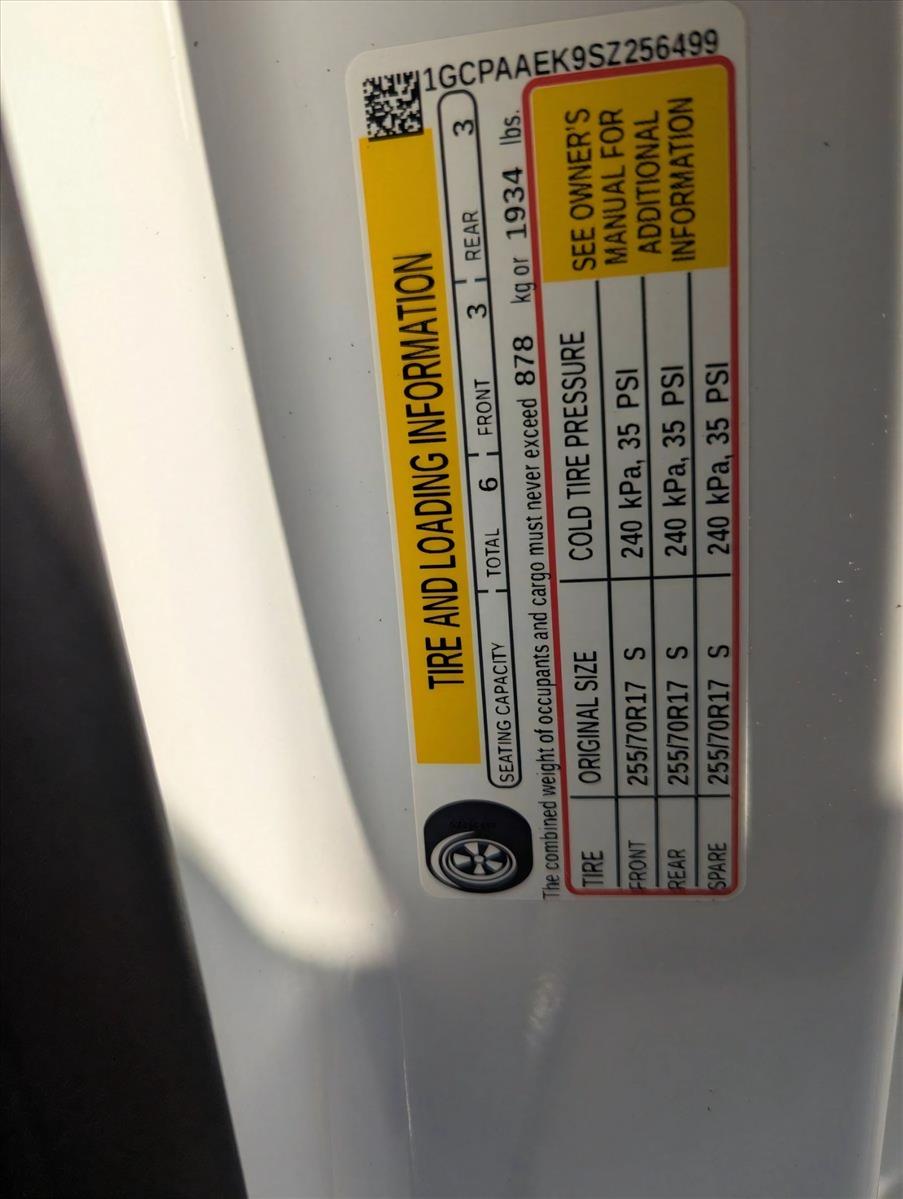 1GCPAAEK9SZ256499
TIRE AND LOADING INFORMATION
SEATING CAPACITY TOTAL 6 FRONT 3 REAR 3
The combined weight of occupants and cargo must never exceed 878 kg or 1934 lbs.
TIRE ORIGINAL SIZE COLD TIRE PRESSURE
FRONT 255/70R17 S 240 kPa, 35 PSI
REAR 255/70R17 S 240 kPa, 35 PSI
SPARE 255/70R17 S 240 kPa, 35 PSI
SEE OWNER'S
MANUAL FOR
ADDITIONAL
INFORMATION